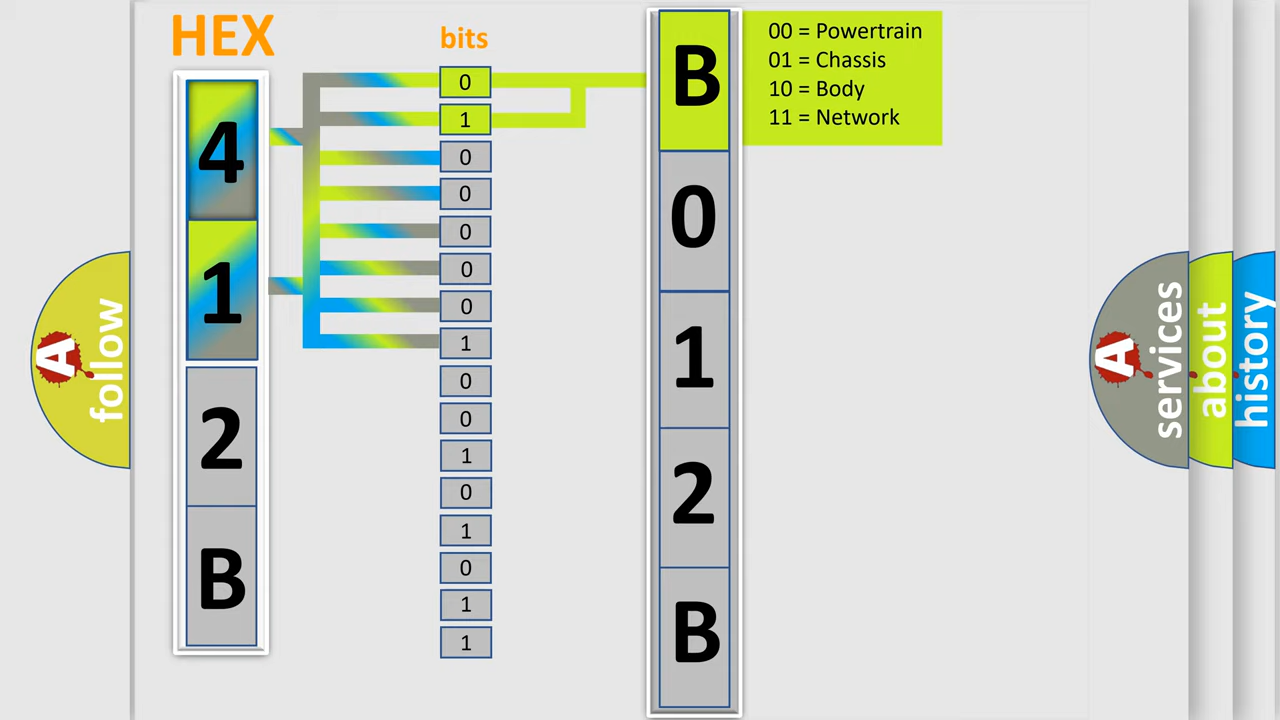 HEX
bits
4
1
2
B
0
1
0
0
0
0
0
1
0
0
1
0
1
0
1
1
B
0
1
2
B
00 = Powertrain
01 = Chassis
10 = Body
11 = Network
A
follow
A
services
about
history